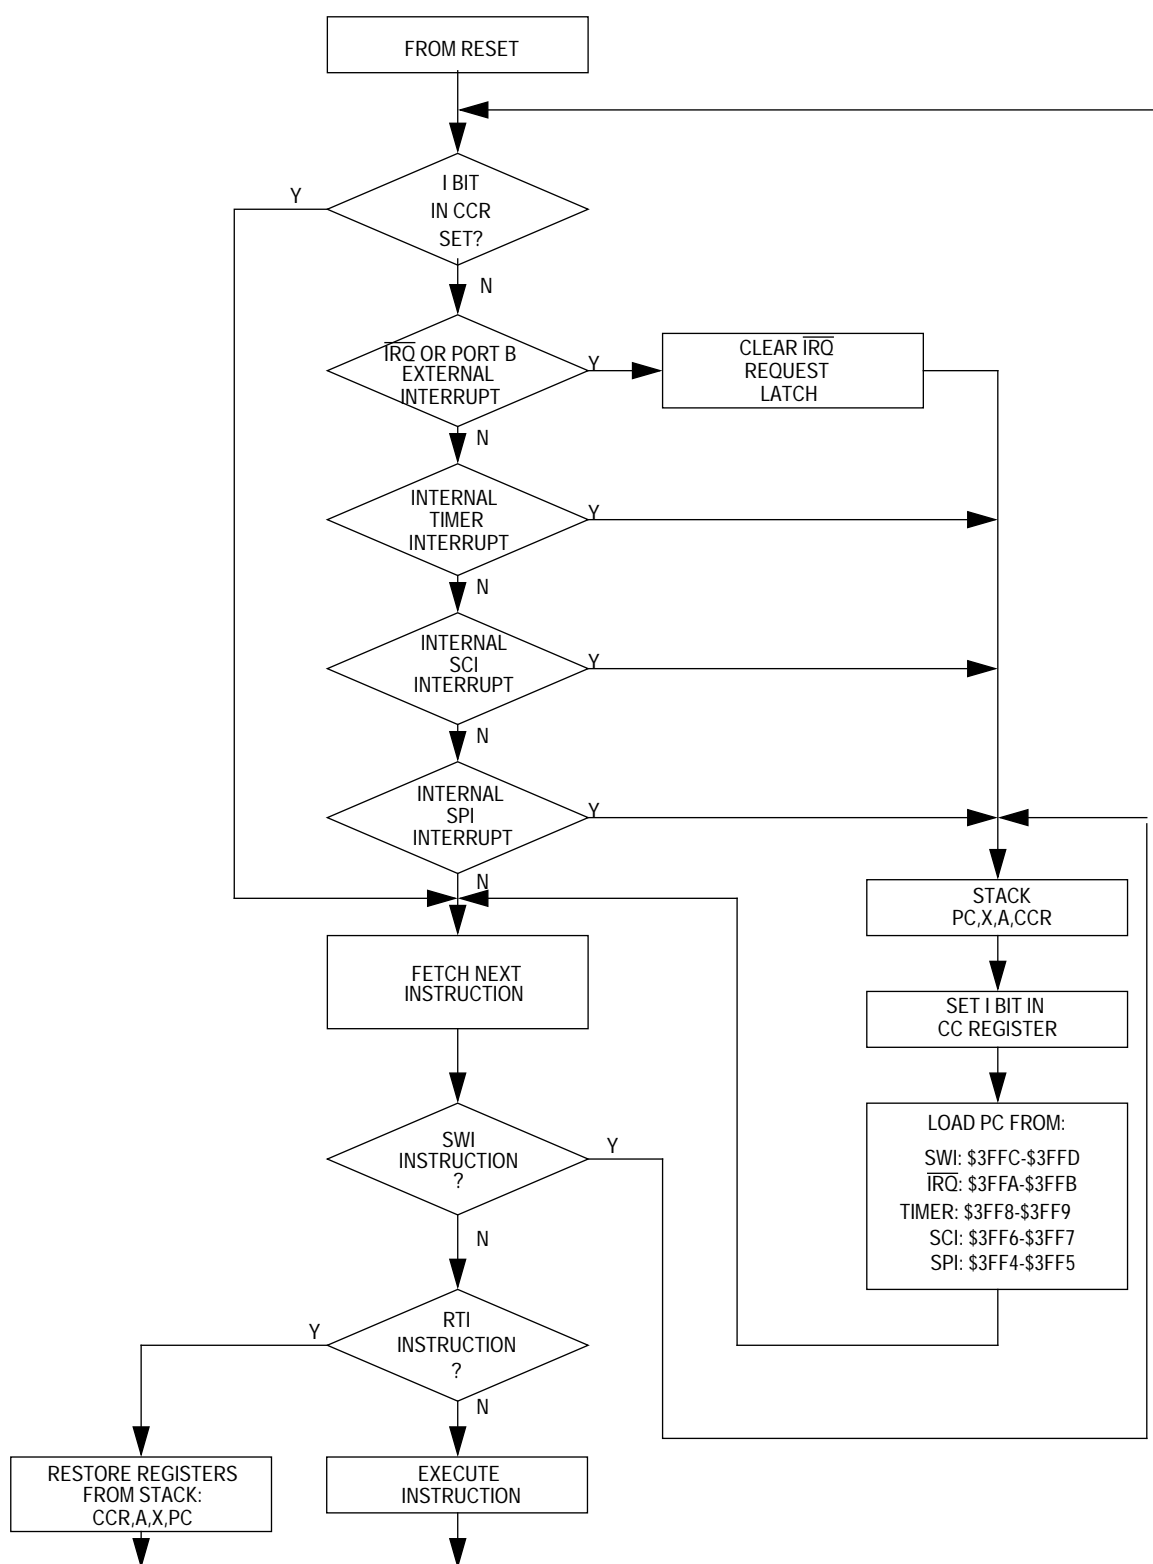 FROM RESET
Y
I BIT
IN CCR
SET?
N
I̅R̅Q̅ OR PORT B
EXTERNAL
INTERRUPT
Y
CLEAR I̅R̅Q̅
REQUEST
LATCH
N
INTERNAL
TIMER
INTERRUPT
Y
N
INTERNAL
SCI
INTERRUPT
Y
N
INTERNAL
SPI
INTERRUPT
Y
N
STACK
PC,X,A,CCR
FETCH NEXT
INSTRUCTION
SET I BIT IN
CC REGISTER
SWI
INSTRUCTION
?
Y
LOAD PC FROM:
SWI: $3FFC-$3FFD
I̅R̅Q̅: $3FFA-$3FFB
TIMER: $3FF8-$3FF9
SCI: $3FF6-$3FF7
SPI: $3FF4-$3FF5
N
Y
RTI
INSTRUCTION
?
N
RESTORE REGISTERS
FROM STACK:
CCR,A,X,PC
EXECUTE
INSTRUCTION